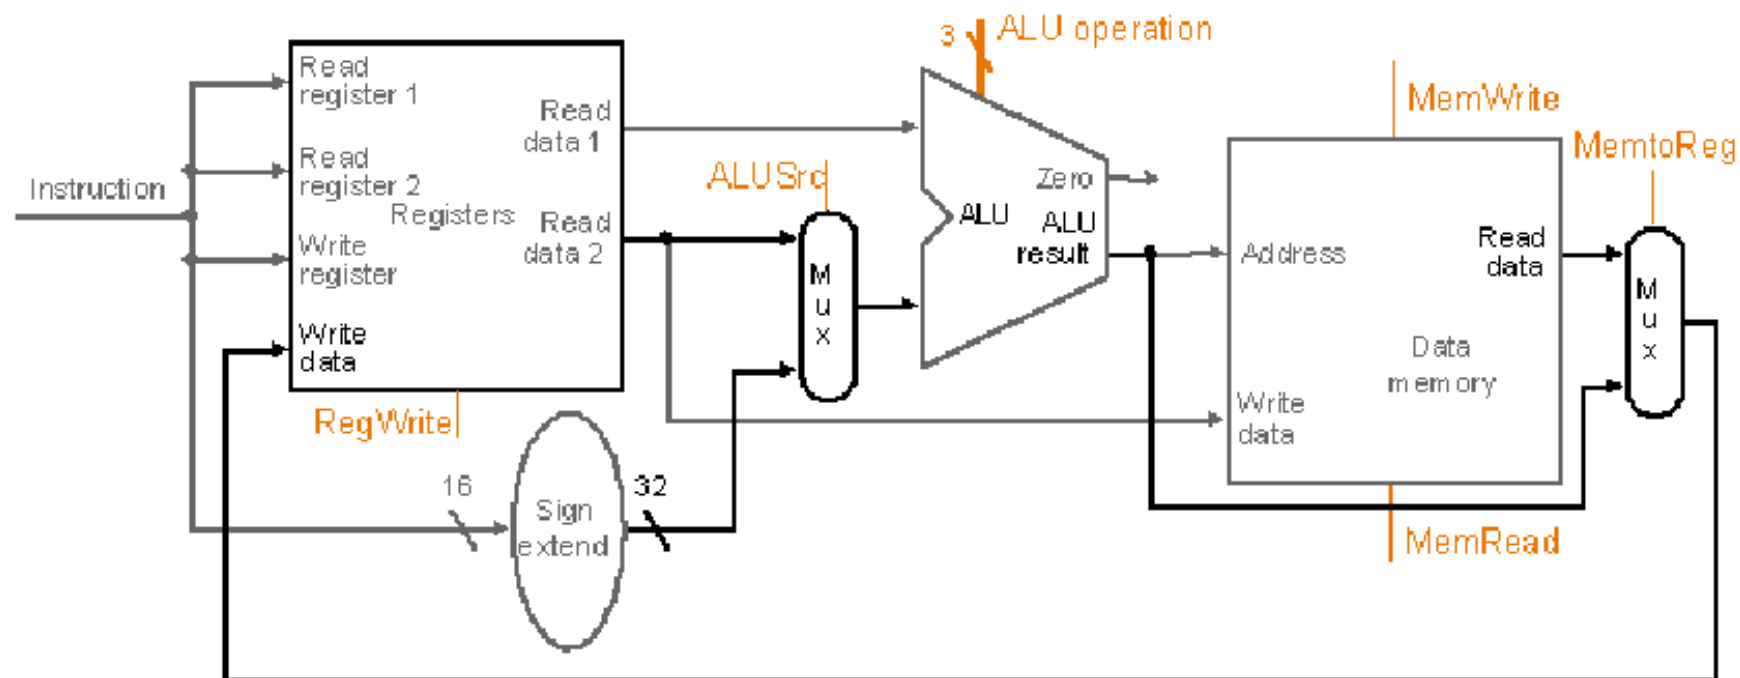 3
ALU operation
Read
register 1
Read
data 1
MemWrite
MemtoReg
Instruction
Read
register 2
Registers
Read
data 2
ALUSrc
Zero
ALU
ALU
result
Write
register
M
u
x
Address
Read
data
M
u
x
Write
data
Data
memory
RegWrite
Write
data
16
Sign
extend
32
MemRead